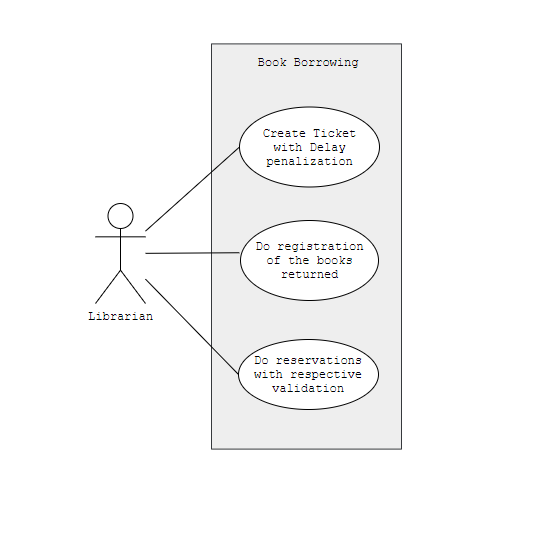 Book Borrowing
Create Ticket
with Delay
penalization
Do registration
of the books
returned
Librarian
Do reservations
with respective
validation